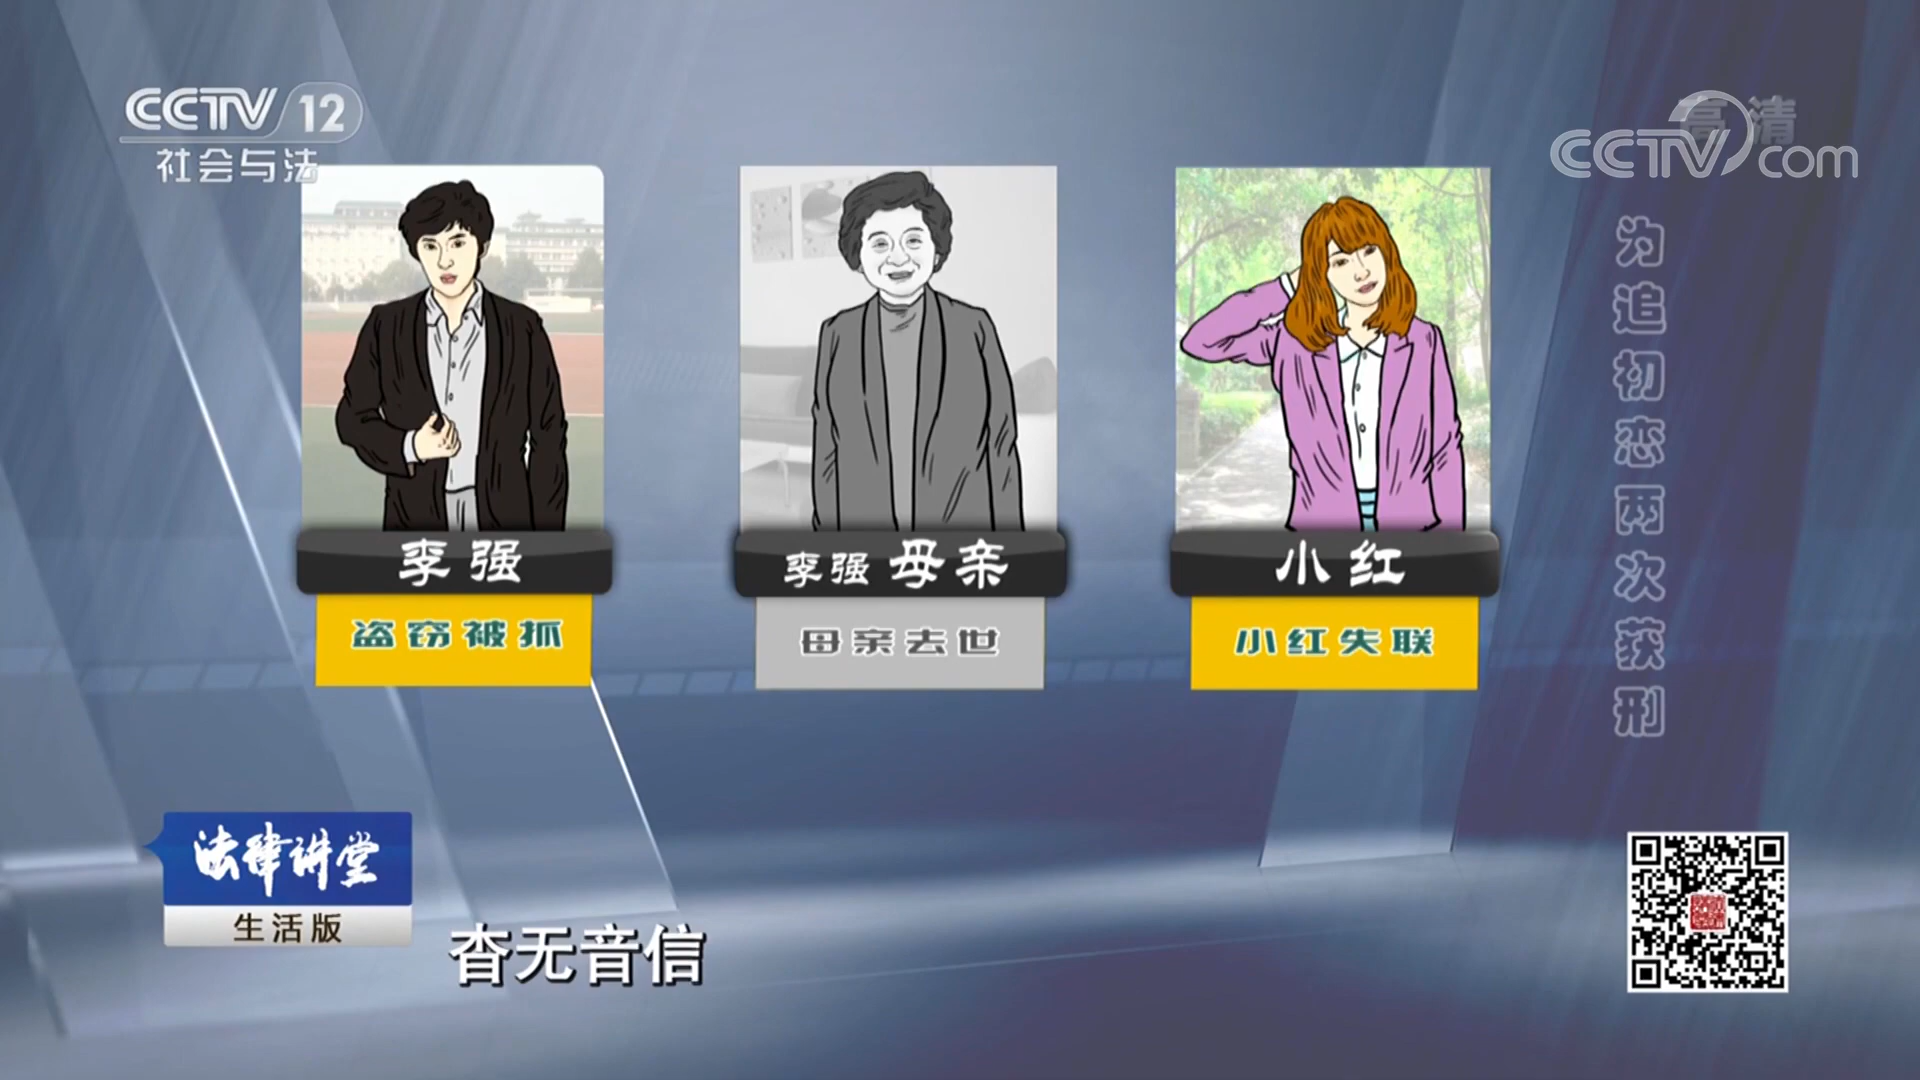 CCTV 12
社会与法
高清
CCTV com
李强
李强 母亲
小红
盗窃被抓
母亲去世
小红失联
为追初恋两次获刑
法律讲堂
生活版
杳无音信